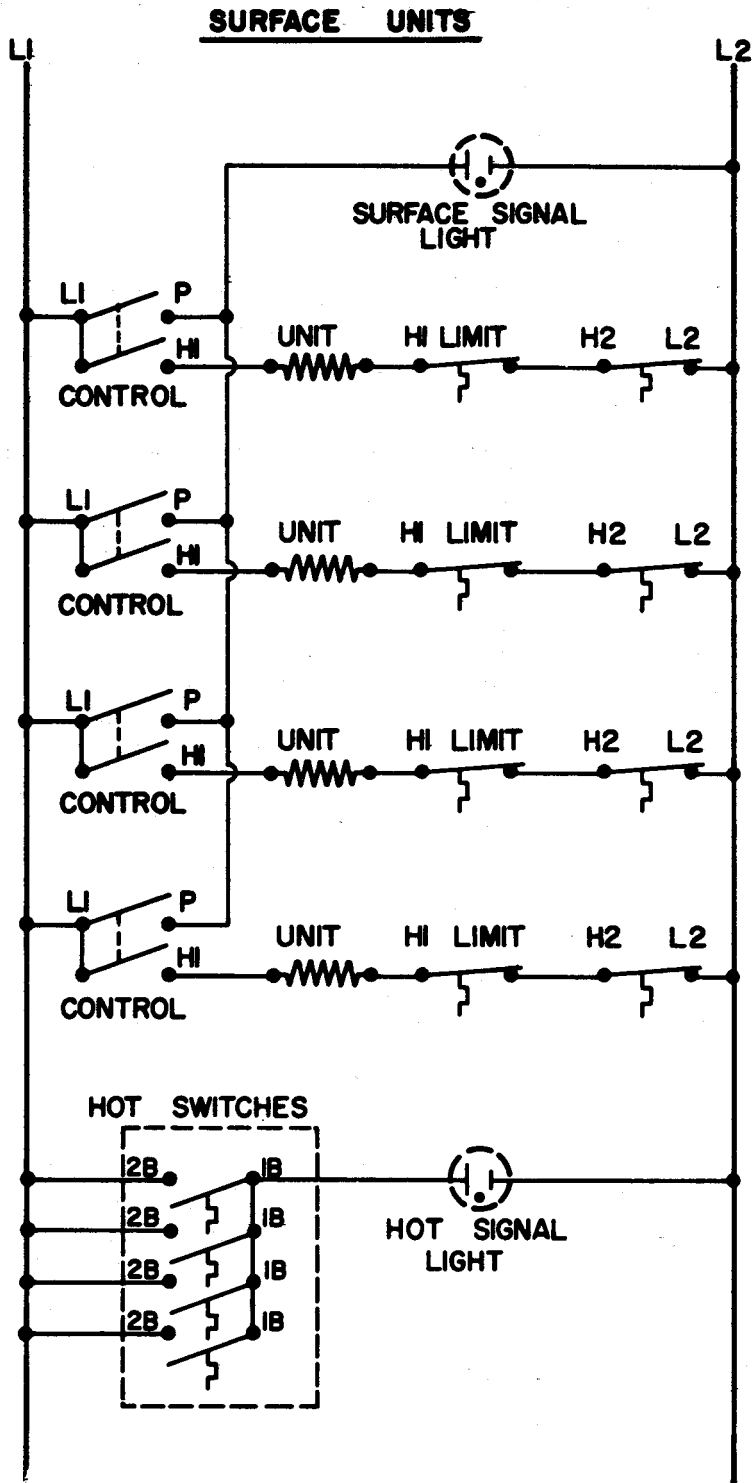 SURFACE UNITS
L1 L2
SURFACE SIGNAL
LIGHT
L1 P
H1 UNIT H1 LIMIT H2 L2
CONTROL
L1 P
H1 UNIT H1 LIMIT H2 L2
CONTROL
L1 P
H1 UNIT H1 LIMIT H2 L2
CONTROL
L1 P
H1 UNIT H1 LIMIT H2 L2
CONTROL
HOT SWITCHES
2B 1B
2B 1B
2B 1B
2B 1B
HOT SIGNAL
LIGHT